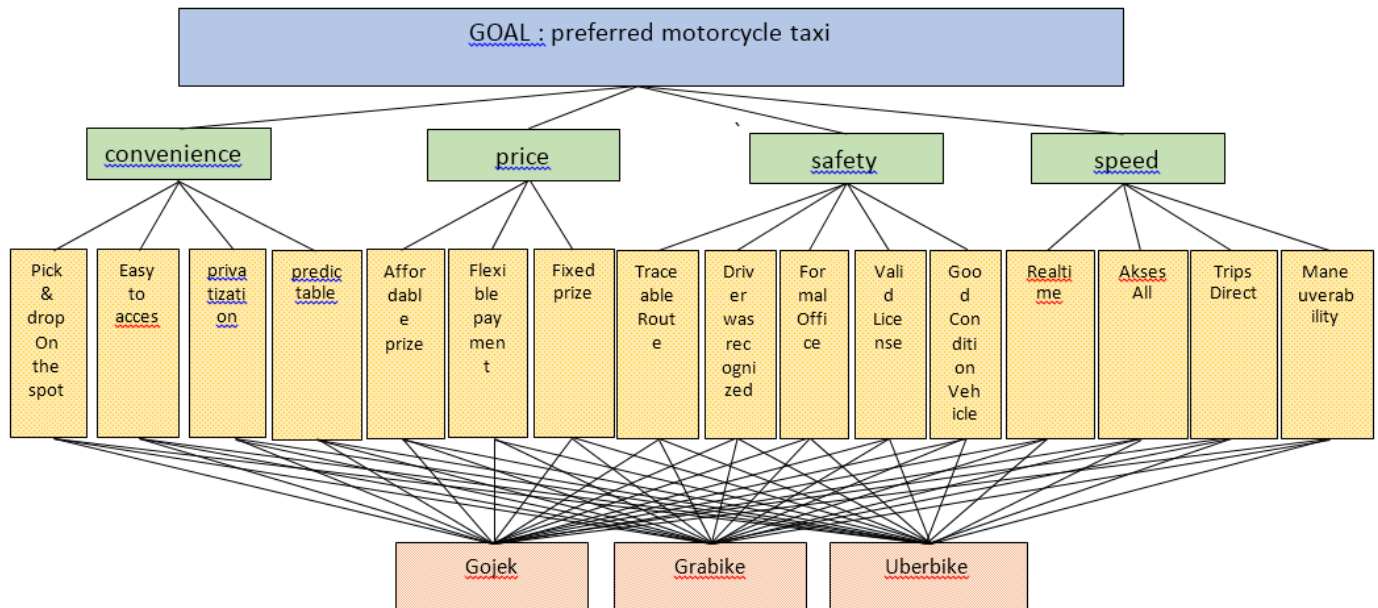 GOAL : preferred motorcycle taxi
convenience
price
safety
speed
Pick
&
drop
On
the
spot
Easy
to
acces
priva
tizati
on
predic
table
Affor
dabl
e
prize
Flexi
ble
pay
men
t
Fixed
prize
Trace
able
Rout
e
Driv
er
was
rec
ogni
zed
For
mal
Offi
ce
Vali
d
Lice
nse
Goo
d
Con
diti
on
Veh
icle
Realti
me
Akses
All
Trips
Direct
Mane
uverab
ility
Gojek
Grabike
Uberbike